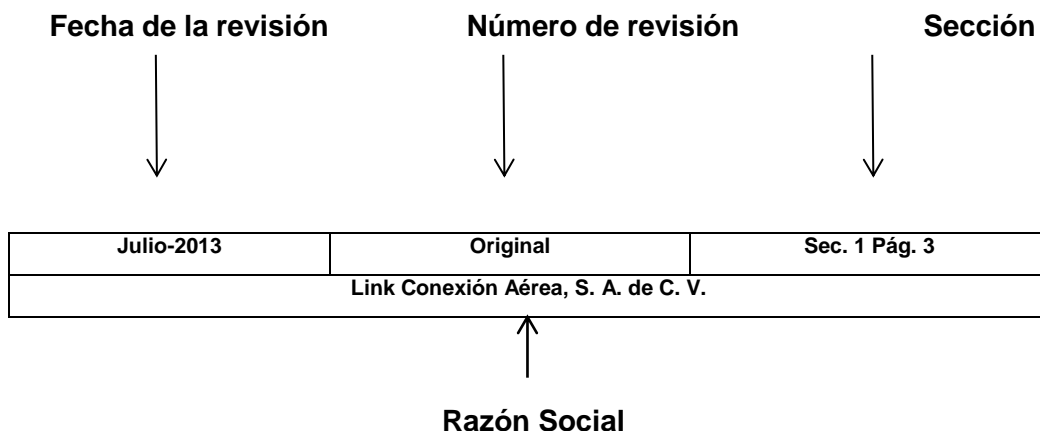 Fecha de la revisión Número de revisión Sección
Julio-2013 Original Sec. 1 Pág. 3
Link Conexión Aérea, S. A. de C. V.
Razón Social